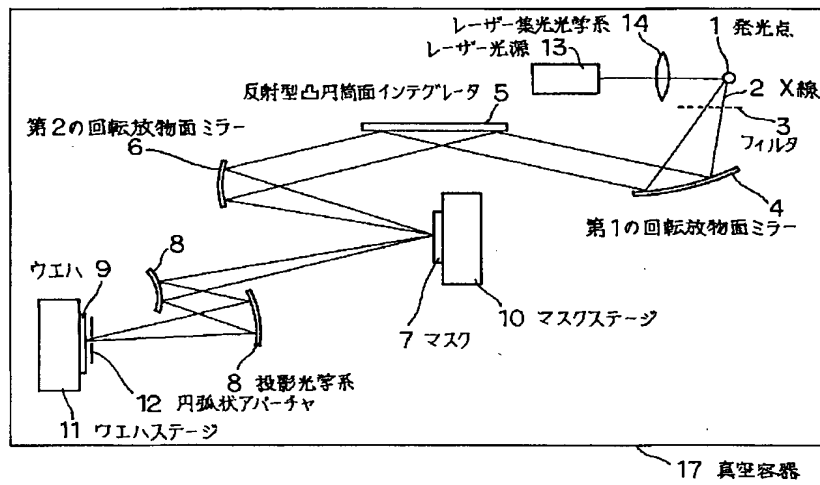 レーザー集光光学系
14
1 発光点
レーザー光源
13
2 X線
反射型凸円筒面インテグレータ
5
3
フィルタ
第2の回転放物面ミラー
6
4
第1の回転放物面ミラー
8
ウエハ 9
7 マスク
10 マスクステージ
8 投影光学系
12 円弧状アパーチャ
11 ウエハステージ
17 真空容器